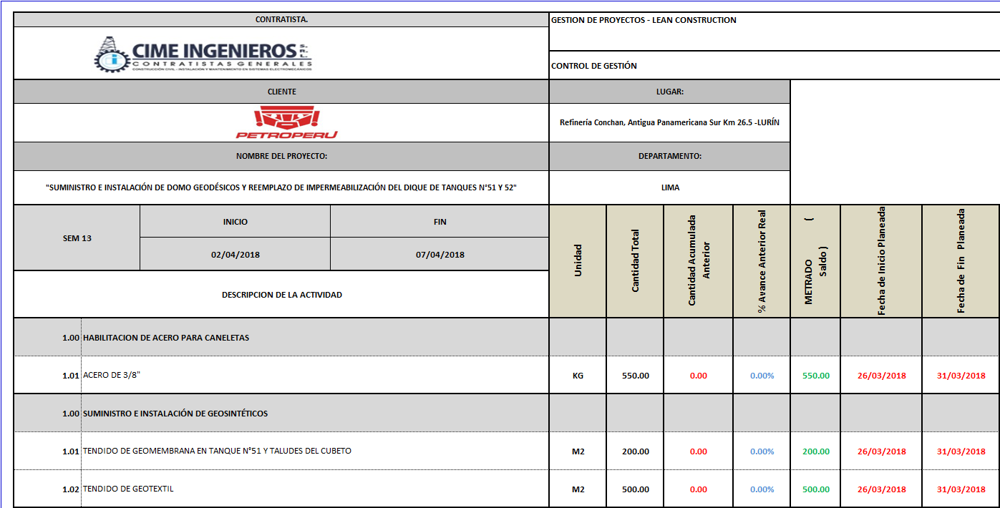 CONTRATISTA.
GESTION DE PROYECTOS - LEAN CONSTRUCTION
CIME INGENIEROS S.R.L.
CONTRATISTAS GENERALES
CONSTRUCCIÓN CIVIL - INSTALACIÓN Y MANTENIMIENTO EN SISTEMAS ELECTROMECÁNICOS
CONTROL DE GESTIÓN
CLIENTE
LUGAR:
PETROPERÚ
Refinería Conchan, Antigua Panamericana Sur Km 26.5 -LURÍN
NOMBRE DEL PROYECTO:
DEPARTAMENTO:
"SUMINISTRO E INSTALACIÓN DE DOMO GEODÉSICOS Y REEMPLAZO DE IMPERMEABILIZACIÓN DEL DIQUE DE TANQUES N°51 Y 52"
LIMA
SEM 13
INICIO
FIN
02/04/2018
07/04/2018
DESCRIPCION DE LA ACTIVIDAD
Unidad
Cantidad Total
Cantidad Acumulada
Anterior
% Avance Anterior Real
METRADO (
Saldo )
Fecha de Inicio Planeada
Fecha de Fin Planeada
1.00 HABILITACION DE ACERO PARA CANELETAS
1.01 ACERO DE 3/8" KG 550.00 0.00 0.00% 550.00 26/03/2018 31/03/2018
1.00 SUMINISTRO E INSTALACIÓN DE GEOSINTÉTICOS
1.01 TENDIDO DE GEOMEMBRANA EN TANQUE N°51 Y TALUDES DEL CUBETO M2 200.00 0.00 0.00% 200.00 26/03/2018 31/03/2018
1.02 TENDIDO DE GEOTEXTIL M2 500.00 0.00 0.00% 500.00 26/03/2018 31/03/2018